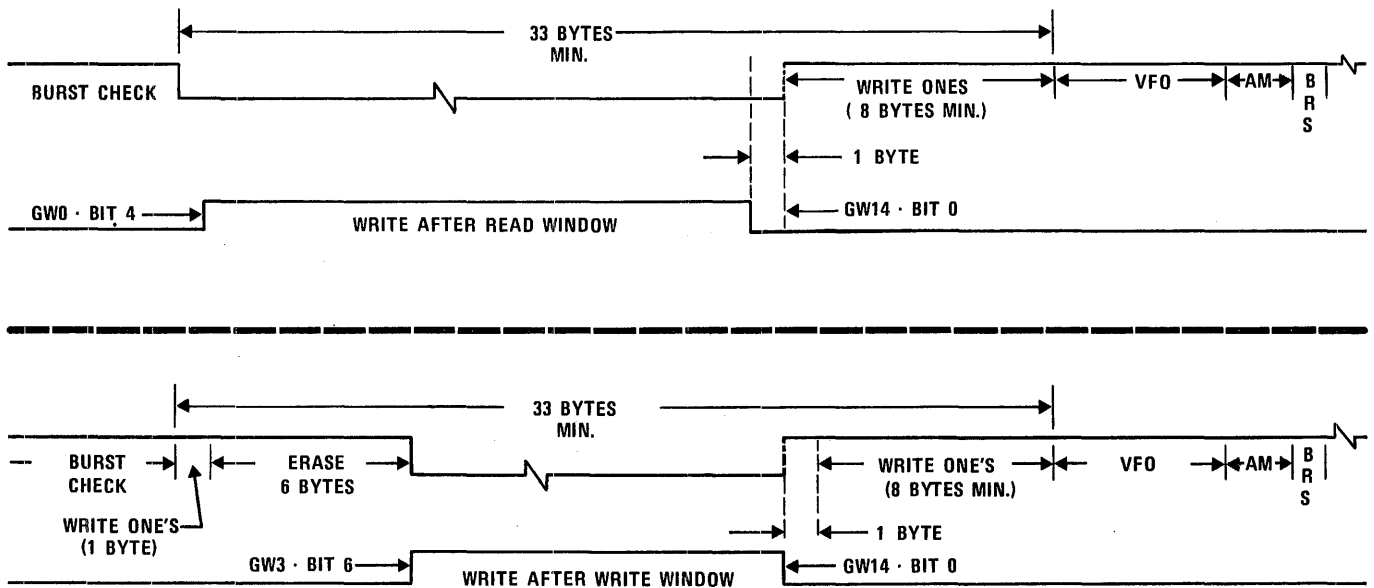 33 BYTES
MIN.
BURST CHECK
WRITE ONES
( 8 BYTES MIN.)
VFO
AM
B
R
S
1 BYTE
GW0 · BIT 4
WRITE AFTER READ WINDOW
GW14 · BIT 0
33 BYTES
MIN.
BURST
CHECK
ERASE
6 BYTES
WRITE ONE'S
(8 BYTES MIN.)
VFO
AM
B
R
S
WRITE ONE'S
(1 BYTE)
1 BYTE
GW3 · BIT 6
WRITE AFTER WRITE WINDOW
GW14 · BIT 0